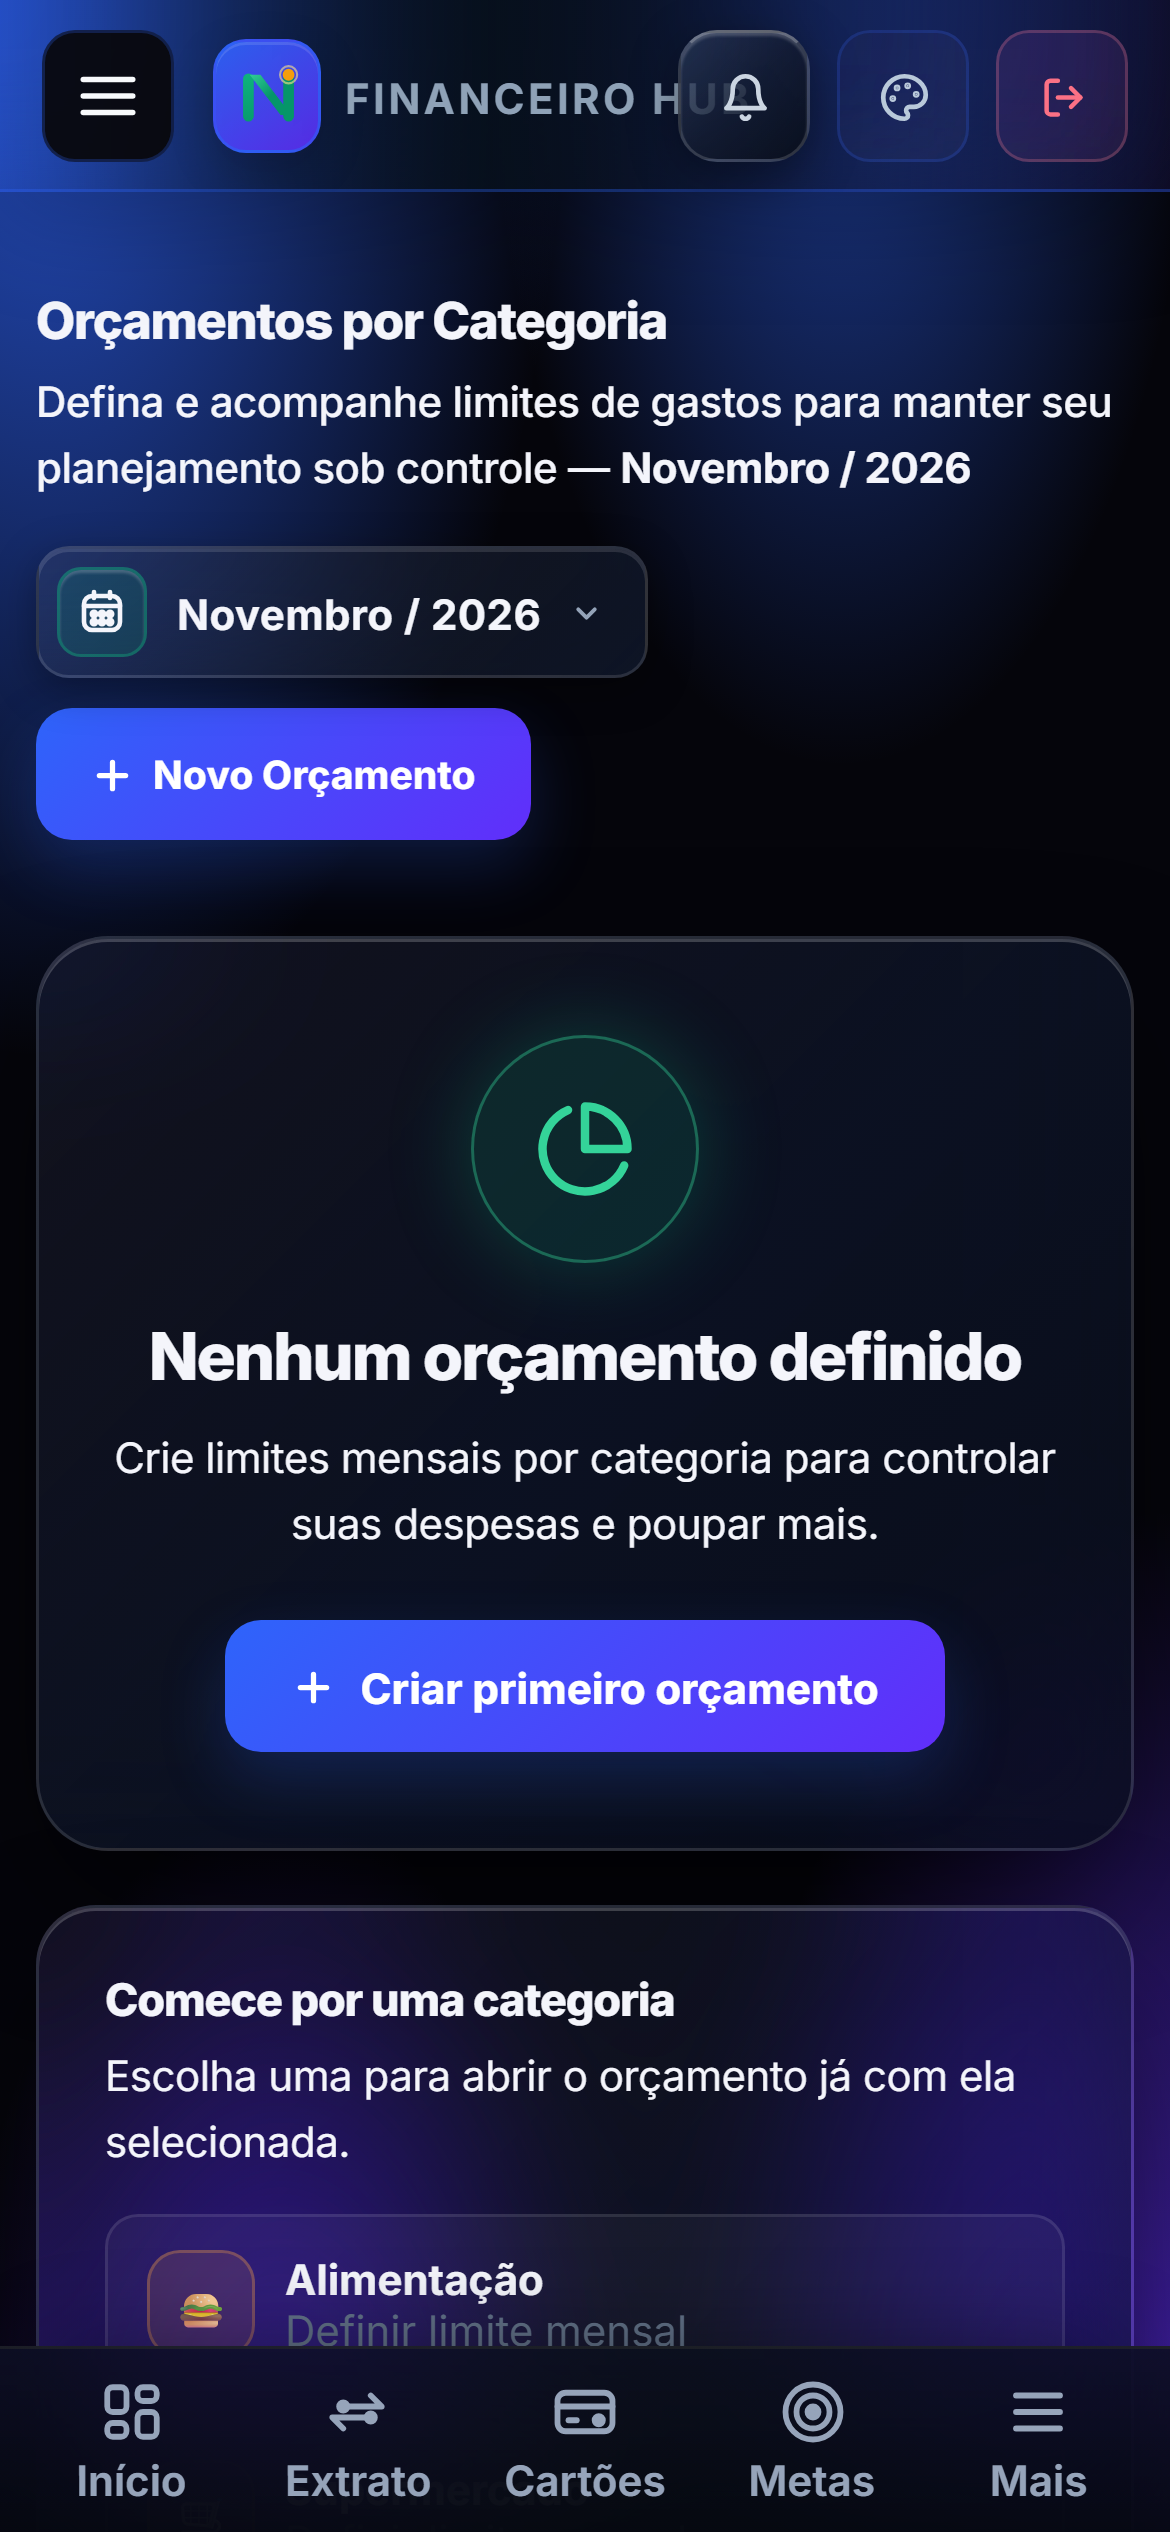 FINANCEIRO HUB
Orçamentos por Categoria
Defina e acompanhe limites de gastos para manter seu
planejamento sob controle — Novembro / 2026
Novembro / 2026
+ Novo Orçamento
Nenhum orçamento definido
Crie limites mensais por categoria para controlar
suas despesas e poupar mais.
+ Criar primeiro orçamento
Comece por uma categoria
Escolha uma para abrir o orçamento já com ela
selecionada.
Alimentação
Definir limite mensal
Início Extrato Cartões Metas Mais